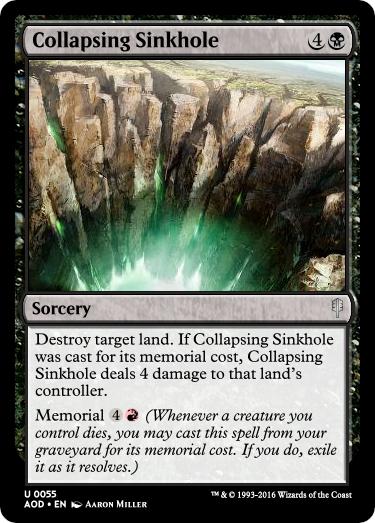 Collapsing Sinkhole 4
Sorcery
Destroy target land. If Collapsing Sinkhole
was cast for its memorial cost, Collapsing
Sinkhole deals 4 damage to that land's
controller.
Memorial 4 (Whenever a creature you
control dies, you may cast this spell from your
graveyard for its memorial cost. If you do, exile
it as it resolves.)
U 0055
AOD • EN Aaron Miller
™ & © 1993-2016 Wizards of the Coast